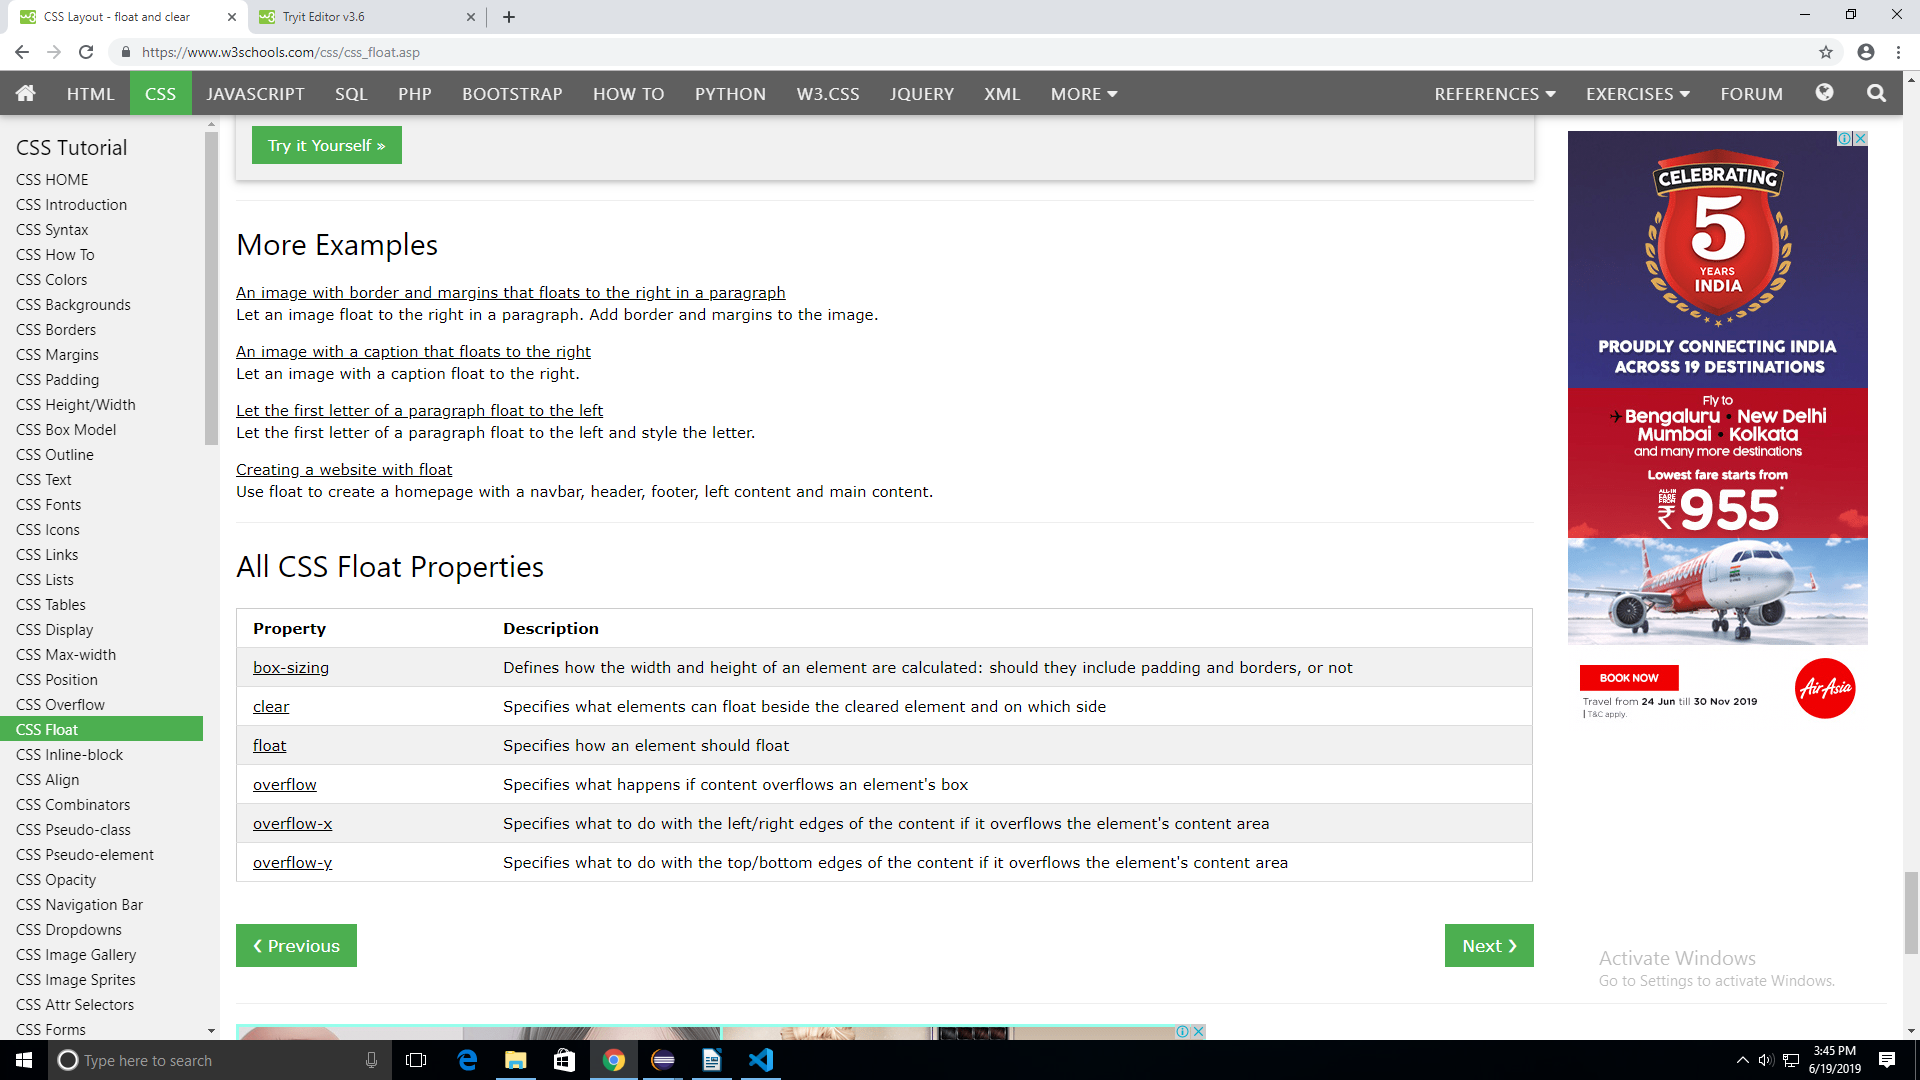 CSS Layout - float and clear
Tryit Editor v3.6
https://www.w3schools.com/css/css_float.asp
HTML CSS JAVASCRIPT SQL PHP BOOTSTRAP HOW TO PYTHON W3.CSS JQUERY XML MORE REFERENCES EXERCISES FORUM
CSS Tutorial
CSS HOME
CSS Introduction
CSS Syntax
CSS How To
CSS Colors
CSS Backgrounds
CSS Borders
CSS Margins
CSS Padding
CSS Height/Width
CSS Box Model
CSS Outline
CSS Text
CSS Fonts
CSS Icons
CSS Links
CSS Lists
CSS Tables
CSS Display
CSS Max-width
CSS Position
CSS Overflow
CSS Float
CSS Inline-block
CSS Align
CSS Combinators
CSS Pseudo-class
CSS Pseudo-element
CSS Opacity
CSS Navigation Bar
CSS Dropdowns
CSS Image Gallery
CSS Image Sprites
CSS Attr Selectors
CSS Forms
Try it Yourself »
More Examples
An image with border and margins that floats to the right in a paragraph
Let an image float to the right in a paragraph. Add border and margins to the image.
An image with a caption that floats to the right
Let an image with a caption float to the right.
Let the first letter of a paragraph float to the left
Let the first letter of a paragraph float to the left and style the letter.
Creating a website with float
Use float to create a homepage with a navbar, header, footer, left content and main content.
All CSS Float Properties
Property Description
box-sizing Defines how the width and height of an element are calculated: should they include padding and borders, or not
clear Specifies what elements can float beside the cleared element and on which side
float Specifies how an element should float
overflow Specifies what happens if content overflows an element's box
overflow-x Specifies what to do with the left/right edges of the content if it overflows the element's content area
overflow-y Specifies what to do with the top/bottom edges of the content if it overflows the element's content area
❮ Previous
Next ❯
CELEBRATING
5
YEARS
INDIA
PROUDLY CONNECTING INDIA
ACROSS 19 DESTINATIONS
Fly to
Bengaluru • New Delhi
Mumbai • Kolkata
and many more destinations
Lowest fare starts from
ALL-IN
FARE
FROM
₹955*
BOOK NOW
Travel from 24 Jun till 30 Nov 2019
| T&C apply.
AirAsia
Activate Windows
Go to Settings to activate Windows.
Type here to search
3:45 PM
6/19/2019